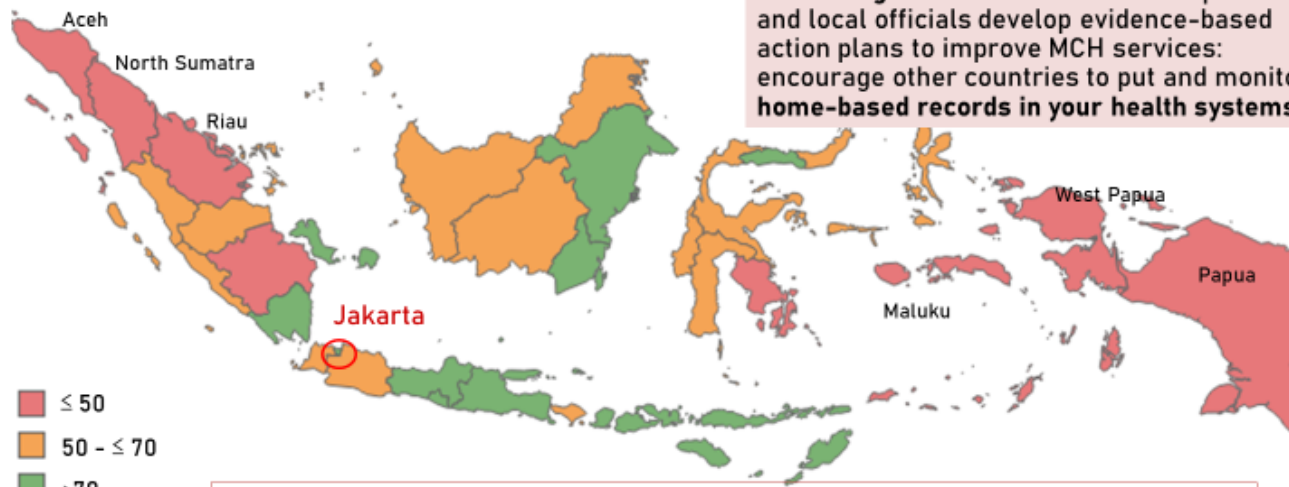 Aceh
and local officials develop evidence-based
North Sumatra
action plans to improve MCH services:
encourage other countries to put and monito
home-based records in your health systems
Riau
West Papua
Papua
Maluku
Jakarta
≤ 50
50 - ≤ 70